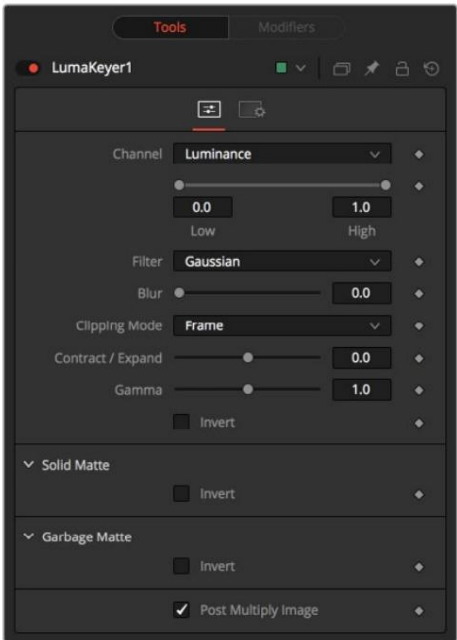 Tools Modifiers
LumaKeyer1
Channel Luminance
0.0 1.0
Low High
Filter Gaussian
Blur 0.0
Clipping Mode Frame
Contract / Expand 0.0
Gamma 1.0
Invert
Solid Matte
Invert
Garbage Matte
Invert
Post Multiply Image